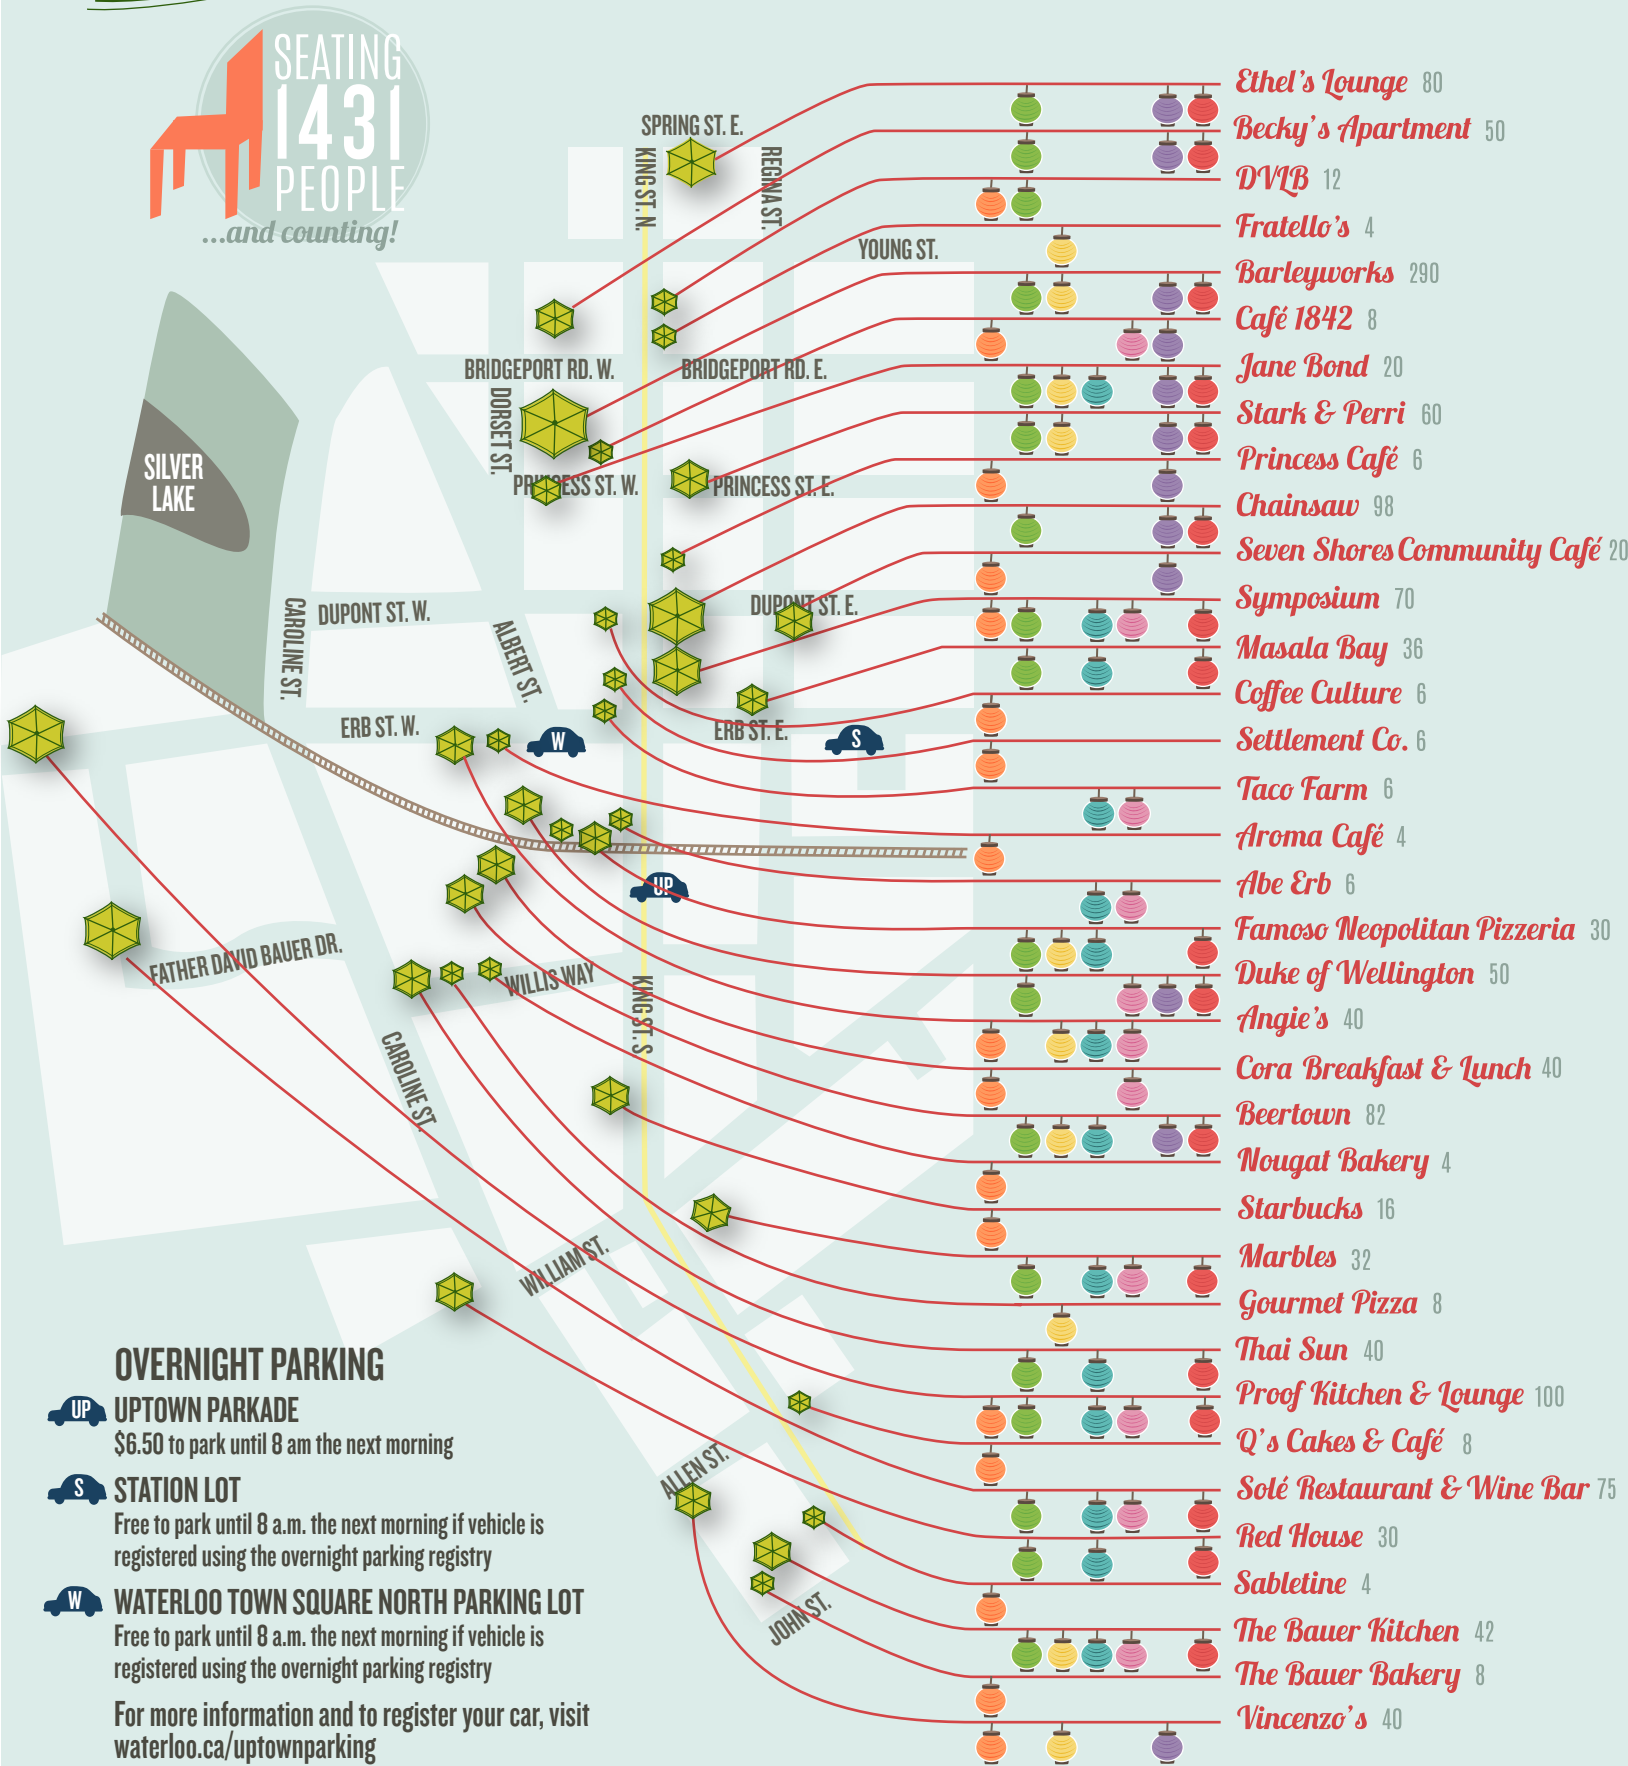 SEATING
1431
PEOPLE
...and counting!
SPRING ST. E.
KING ST. N.
REGINA ST.
YOUNG ST.
BRIDGEPORT RD. W.
BRIDGEPORT RD. E.
DORSET ST.
PRINCESS ST. W.
PRINCESS ST. E.
SILVER
LAKE
CAROLINE ST.
DUPONT ST. W.
DUPONT ST. E.
ALBERT ST.
ERB ST. W.
ERB ST. E.
W
S
UP
FATHER DAVID BAUER DR.
WILLIS WAY
KING ST. S
CAROLINE ST.
WILLIAM ST.
ALLEN ST.
JOHN ST.
Ethel's Lounge 80
Becky's Apartment 50
DVLB 12
Fratello's 4
Barleyworks 290
Café 1842 8
Jane Bond 20
Stark & Perri 60
Princess Café 6
Chainsaw 98
Seven Shores Community Café 20
Symposium 70
Masala Bay 36
Coffee Culture 6
Settlement Co. 6
Taco Farm 6
Aroma Café 4
Abe Erb 6
Famoso Neopolitan Pizzeria 30
Duke of Wellington 50
Angie's 40
Cora Breakfast & Lunch 40
Beertown 82
Nougat Bakery 4
Starbucks 16
Marbles 32
Gourmet Pizza 8
Thai Sun 40
Proof Kitchen & Lounge 100
Q's Cakes & Café 8
Solé Restaurant & Wine Bar 75
Red House 30
Sabletine 4
The Bauer Kitchen 42
The Bauer Bakery 8
Vincenzo's 40
OVERNIGHT PARKING
UP UPTOWN PARKADE
$6.50 to park until 8 am the next morning
S STATION LOT
Free to park until 8 a.m. the next morning if vehicle is
registered using the overnight parking registry
W WATERLOO TOWN SQUARE NORTH PARKING LOT
Free to park until 8 a.m. the next morning if vehicle is
registered using the overnight parking registry
For more information and to register your car, visit
waterloo.ca/uptownparking